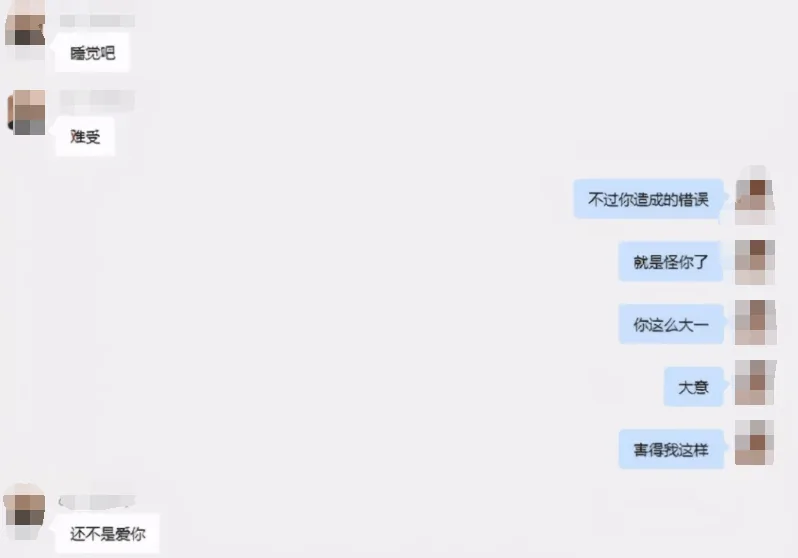 睡觉吧
难受
不过你造成的错误
就是怪你了
你这么大一
大意
害得我这样
还不是爱你